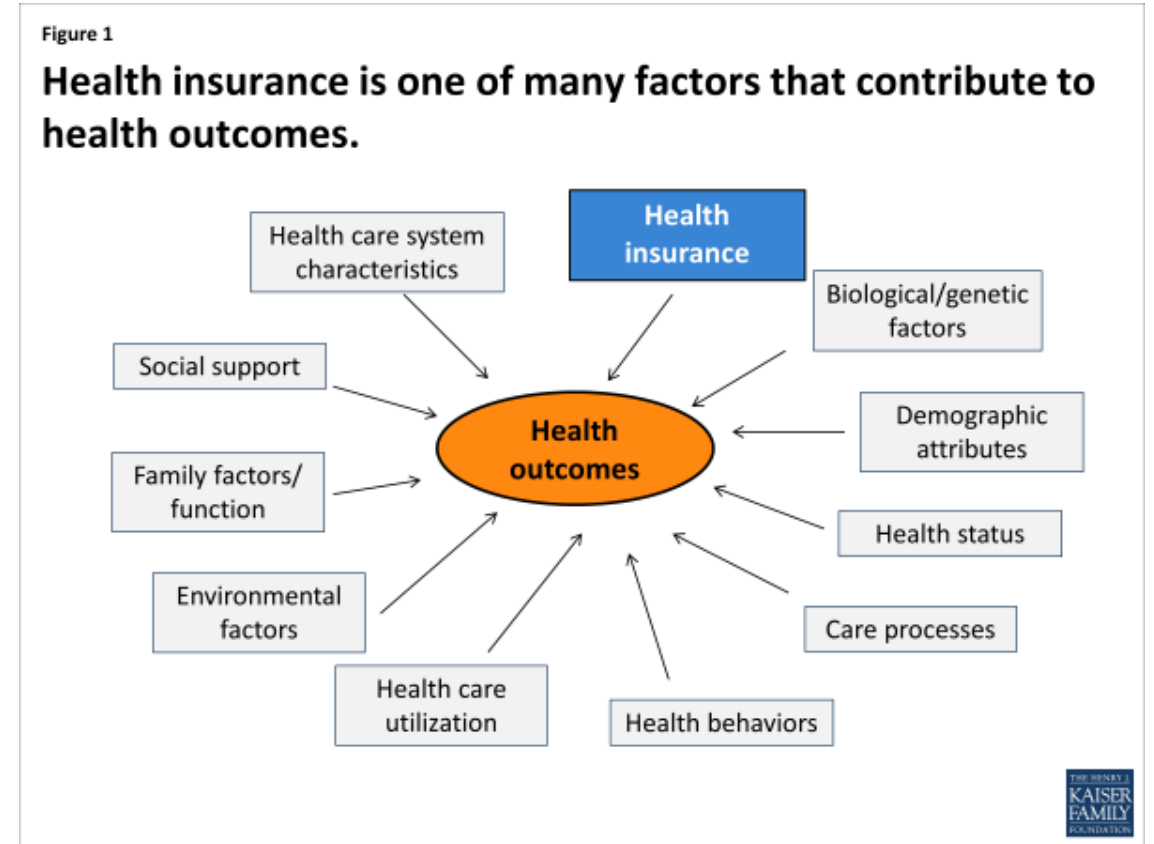 Figure 1
Health insurance is one of many factors that contribute to
health outcomes.
Health care system
characteristics
Health
insurance
Biological/genetic
factors
Social support
Demographic
attributes
Health
outcomes
Family factors/
function
Health status
Environmental
factors
Care processes
Health care
utilization
Health behaviors
THE HENRY J.
KAISER
FAMILY
FOUNDATION